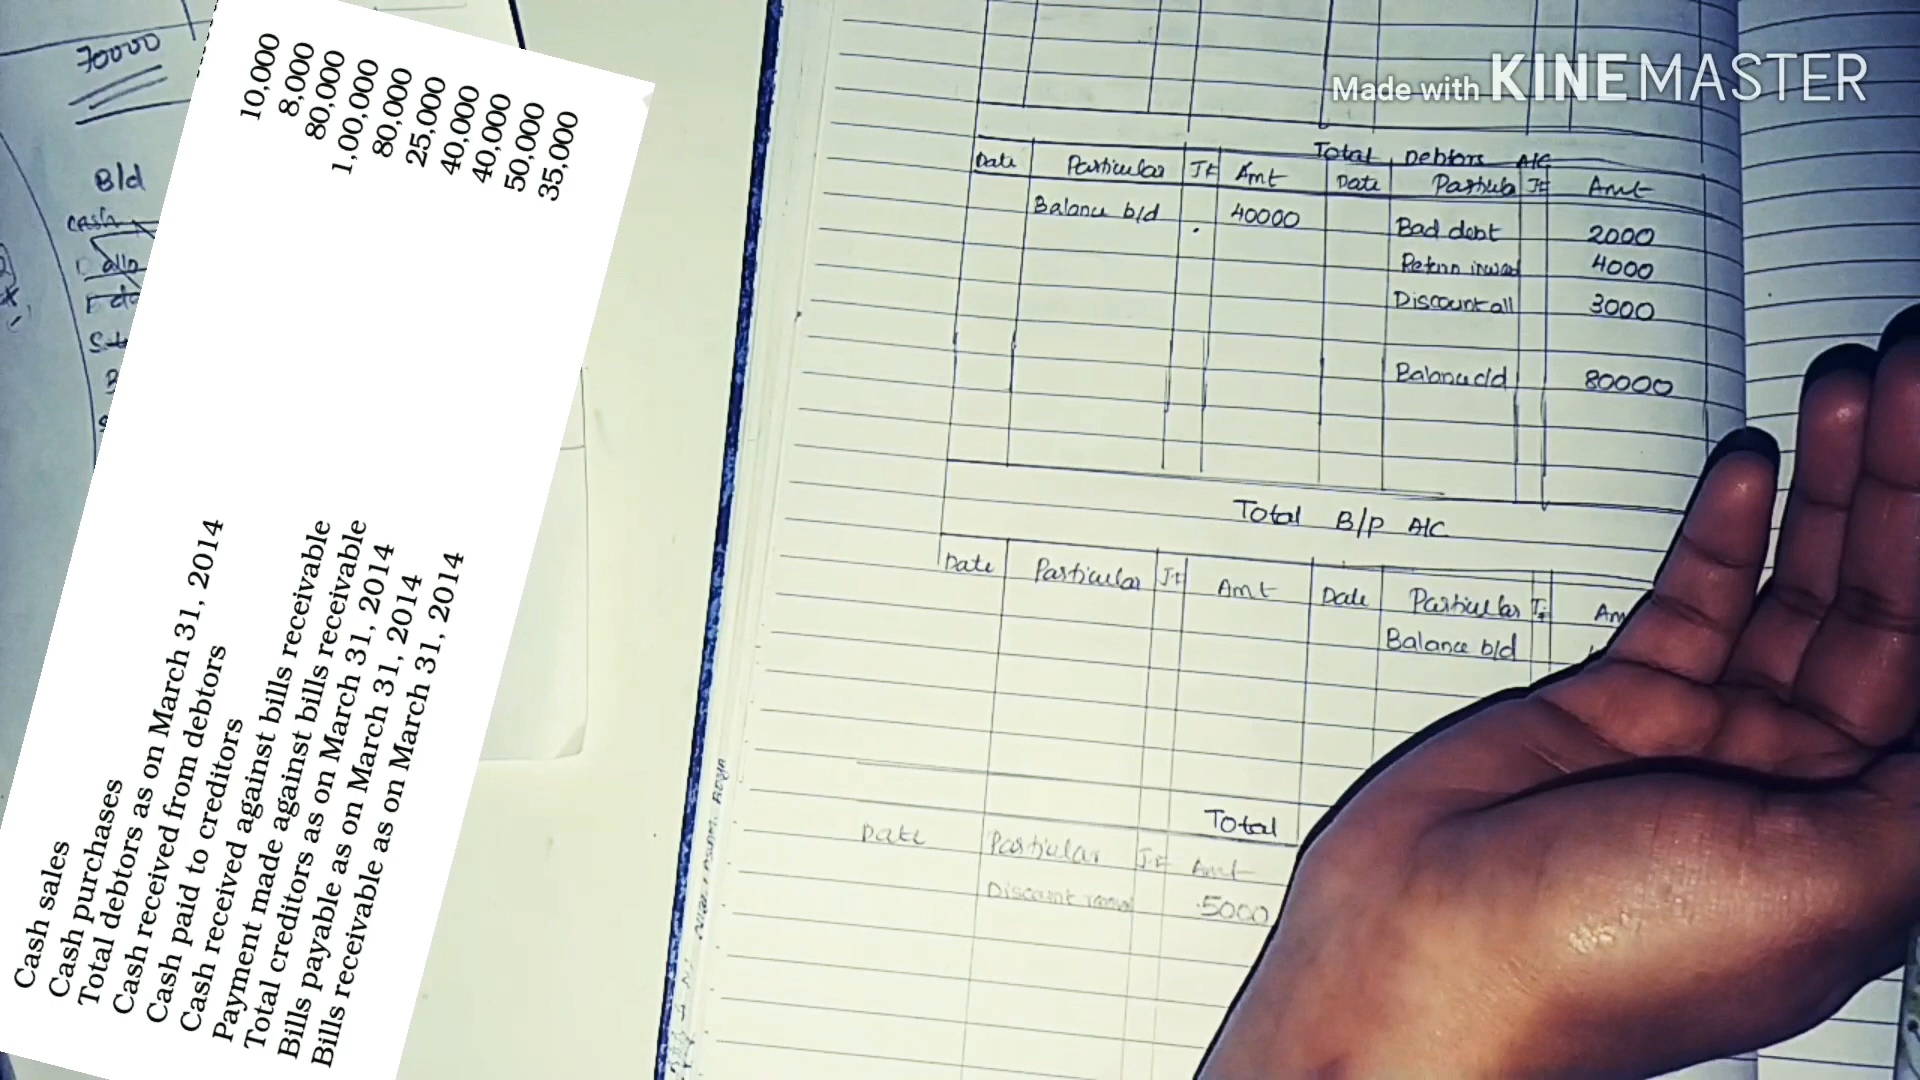 70000
B/d
cash
allo
Cash sales 10,000
Cash purchases 8,000
Total debtors as on March 31, 2014 80,000
Cash received from debtors 1,00,000
Cash paid to creditors 80,000
Cash received against bills receivable 25,000
Payment made against bills receivable 40,000
Total creditors as on March 31, 2014 40,000
Bills payable as on March 31, 2014 50,000
Bills receivable as on March 31, 2014 35,000
Made with KINEMASTER
Total Debtors A/C
Date Particular J.F Amt Date Particula J.F Amt
Balance b/d 40000 Bad debt 2000
Return inward 4000
Discount all 3000
Balance c/d 80000
Total B/P A/C
Date Particular J.F Amt Date Particular J.F Am
Balance b/d
Total
Date Particular J.F Amt
Discount 5000